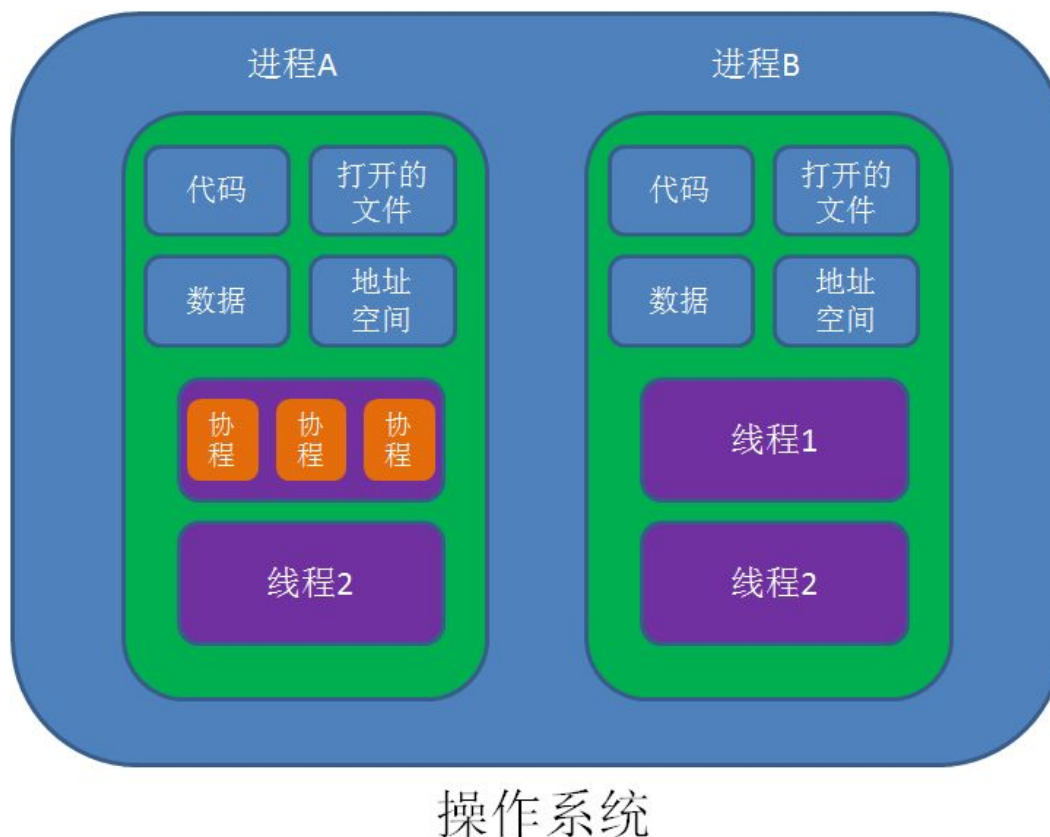 进程A
进程B
代码
打开的
文件
代码
打开的
文件
数据
地址
空间
数据
地址
空间
协
程
协
程
协
程
线程1
线程2
线程2
操作系统